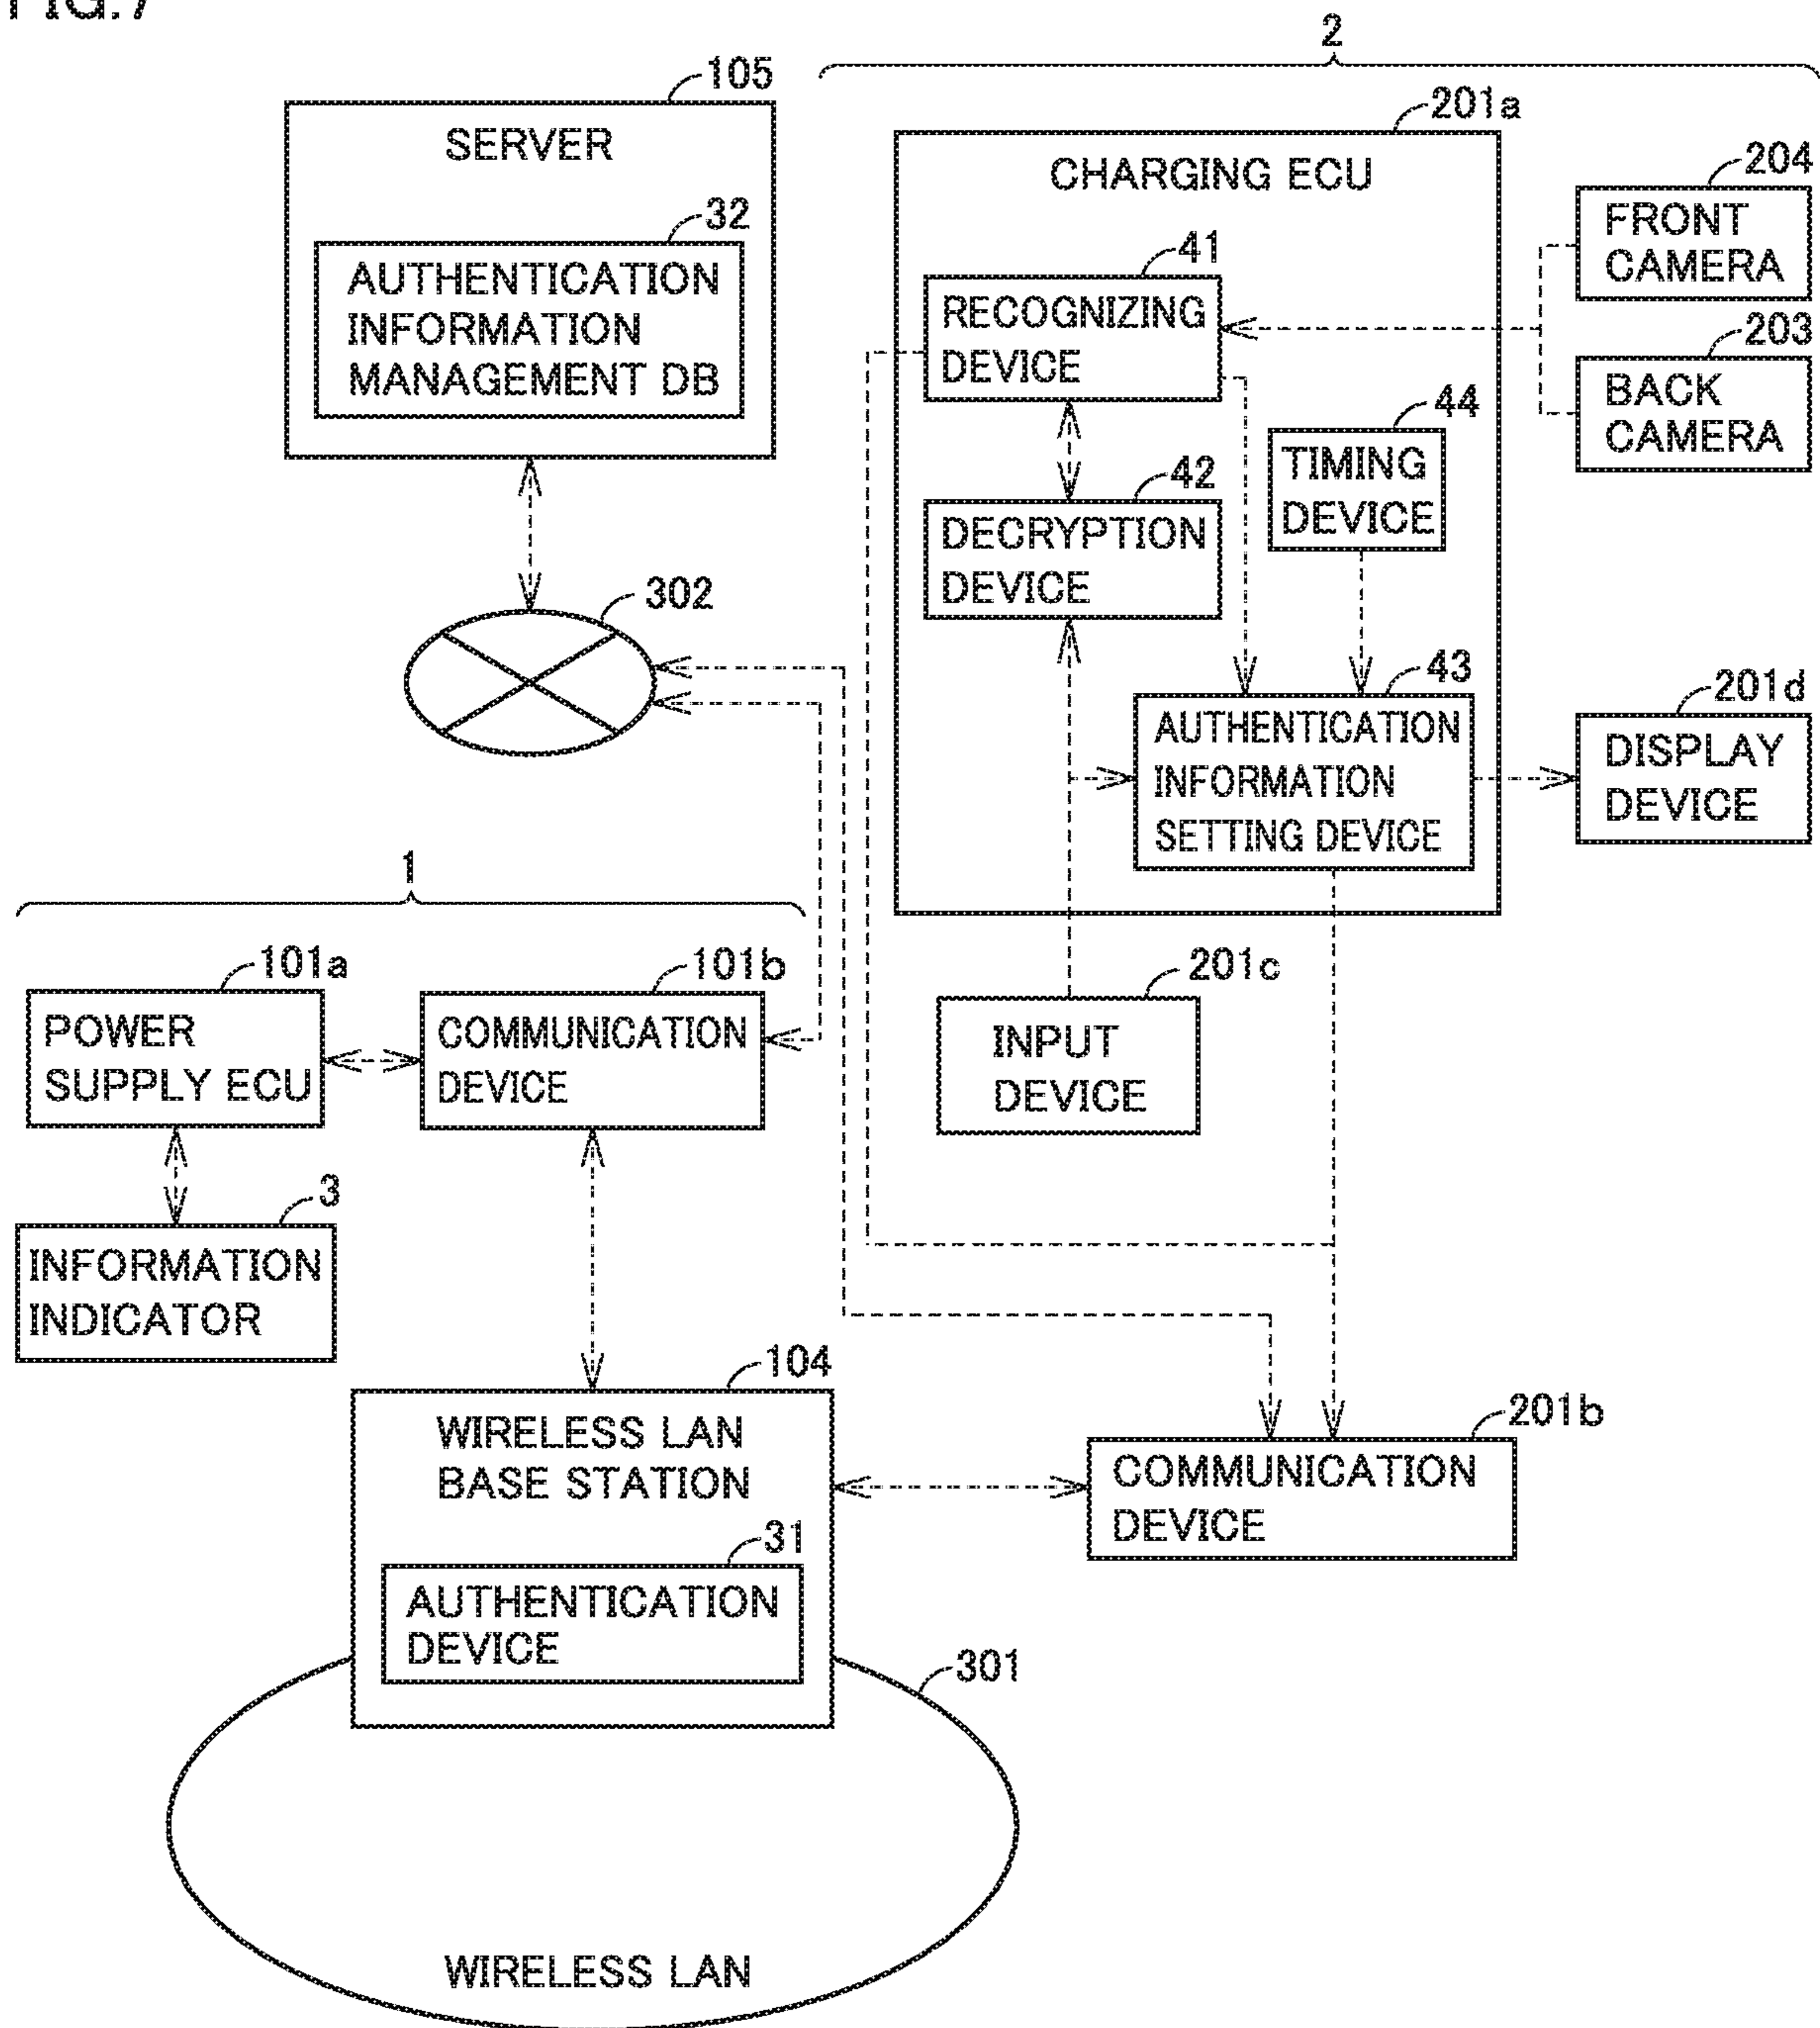 FIG.7
2
105
SERVER
32
AUTHENTICATION
INFORMATION
MANAGEMENT DB
201a
CHARGING ECU
204
FRONT
CAMERA
41
RECOGNIZING
DEVICE
203
BACK
CAMERA
44
TIMING
DEVICE
42
DECRYPTION
DEVICE
302
43
AUTHENTICATION
INFORMATION
SETTING DEVICE
201d
DISPLAY
DEVICE
1
101a
POWER
SUPPLY ECU
101b
COMMUNICATION
DEVICE
201c
INPUT
DEVICE
3
INFORMATION
INDICATOR
104
WIRELESS LAN
BASE STATION
201b
COMMUNICATION
DEVICE
31
AUTHENTICATION
DEVICE
301
WIRELESS LAN